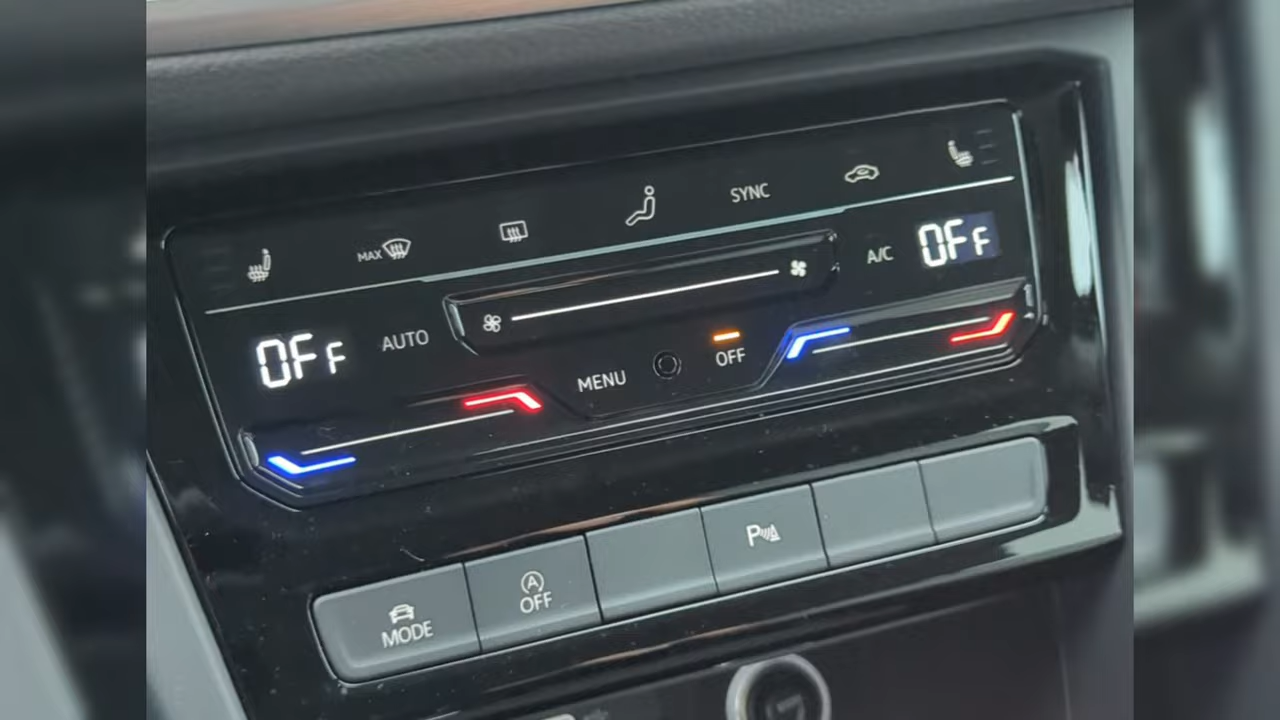 SYNC
MAX
A/C OFF
OFF AUTO
MENU OFF
P
A
OFF
MODE